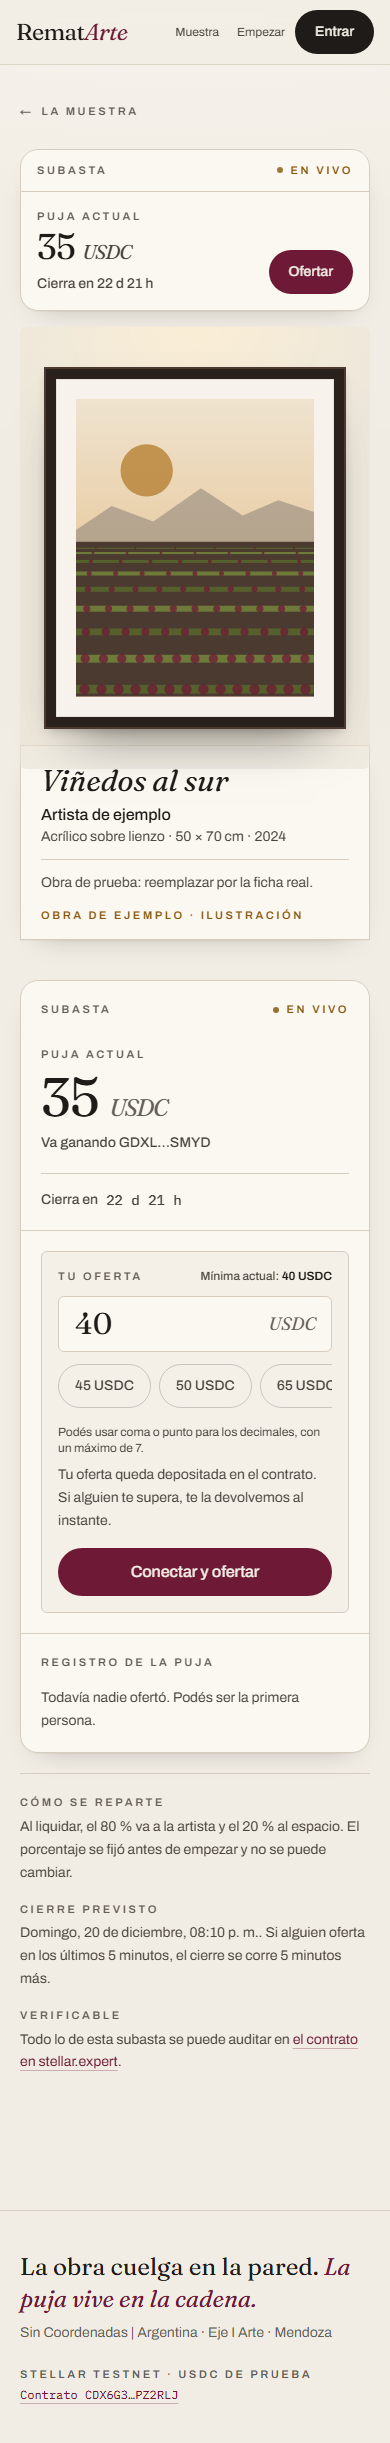 RematArte
Muestra Empezar Entrar
← LA MUESTRA
SUBASTA EN VIVO
PUJA ACTUAL
35 USDC
Cierra en 22 d 21 h
Ofertar
Viñedos al sur
Artista de ejemplo
Acrílico sobre lienzo · 50 × 70 cm · 2024
Obra de prueba: reemplazar por la ficha real.
OBRA DE EJEMPLO · ILUSTRACIÓN
SUBASTA EN VIVO
PUJA ACTUAL
35 USDC
Va ganando GDXL...SMYD
Cierra en 22 d 21 h
TU OFERTA Mínima actual: 40 USDC
40 USDC
45 USDC 50 USDC 65 USDC
Podés usar coma o punto para los decimales, con
un máximo de 7.
Tu oferta queda depositada en el contrato.
Si alguien te supera, te la devolvemos al
instante.
Conectar y ofertar
REGISTRO DE LA PUJA
Todavía nadie ofertó. Podés ser la primera
persona.
CÓMO SE REPARTE
Al liquidar, el 80 % va a la artista y el 20 % al espacio. El
porcentaje se fijó antes de empezar y no se puede
cambiar.
CIERRE PREVISTO
Domingo, 20 de diciembre, 08:10 p. m.. Si alguien oferta
en los últimos 5 minutos, el cierre se corre 5 minutos
más.
VERIFICABLE
Todo lo de esta subasta se puede auditar en el contrato
en stellar.expert.
La obra cuelga en la pared. La
puja vive en la cadena.
Sin Coordenadas | Argentina · Eje I Arte · Mendoza
STELLAR TESTNET · USDC DE PRUEBA
Contrato CDX6G3…PZ2RLJ